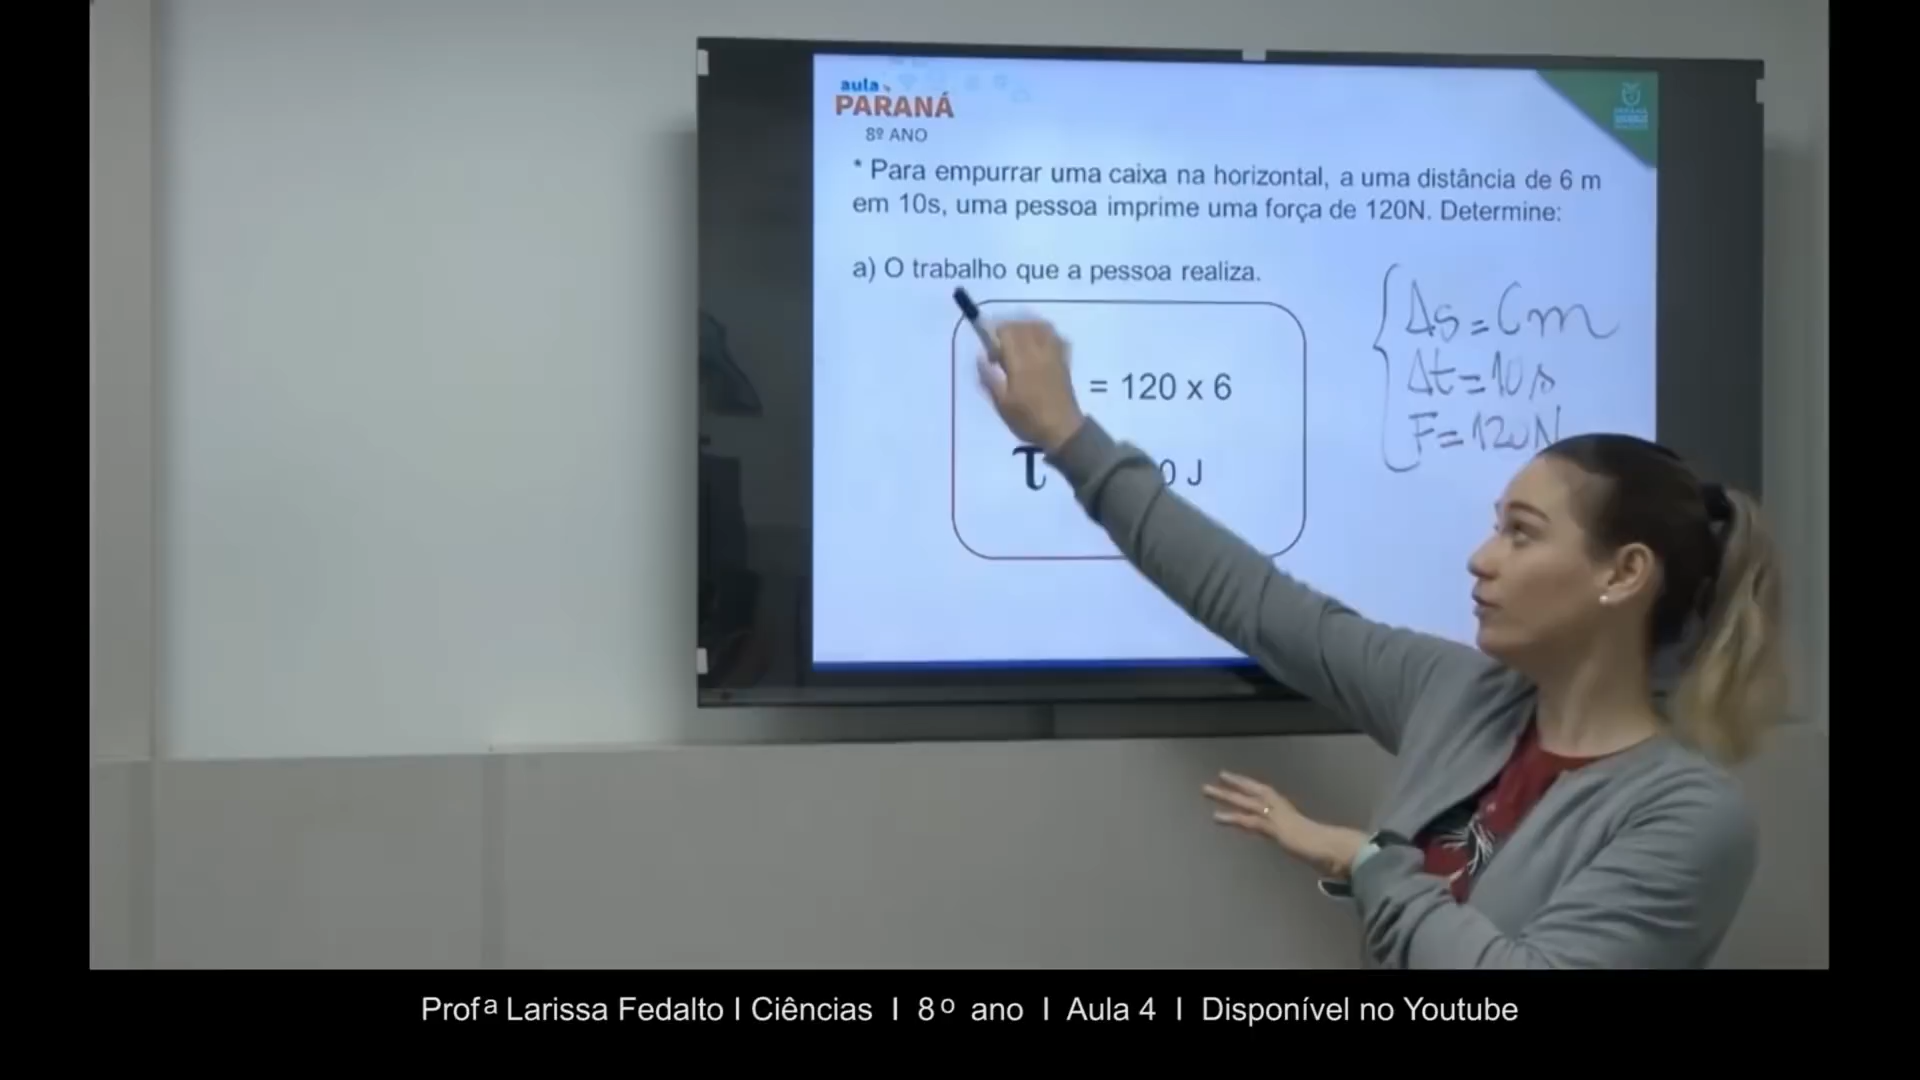 aula
PARANÁ
8º ANO
* Para empurrar uma caixa na horizontal, a uma distância de 6 m
em 10s, uma pessoa imprime uma força de 120N. Determine:
a) O trabalho que a pessoa realiza.
= 120 x 6
τ 0 J
Δs = 6m
Δt = 10s
F = 120N
Profª Larissa Fedalto I Ciências I 8º ano I Aula 4 I Disponível no Youtube